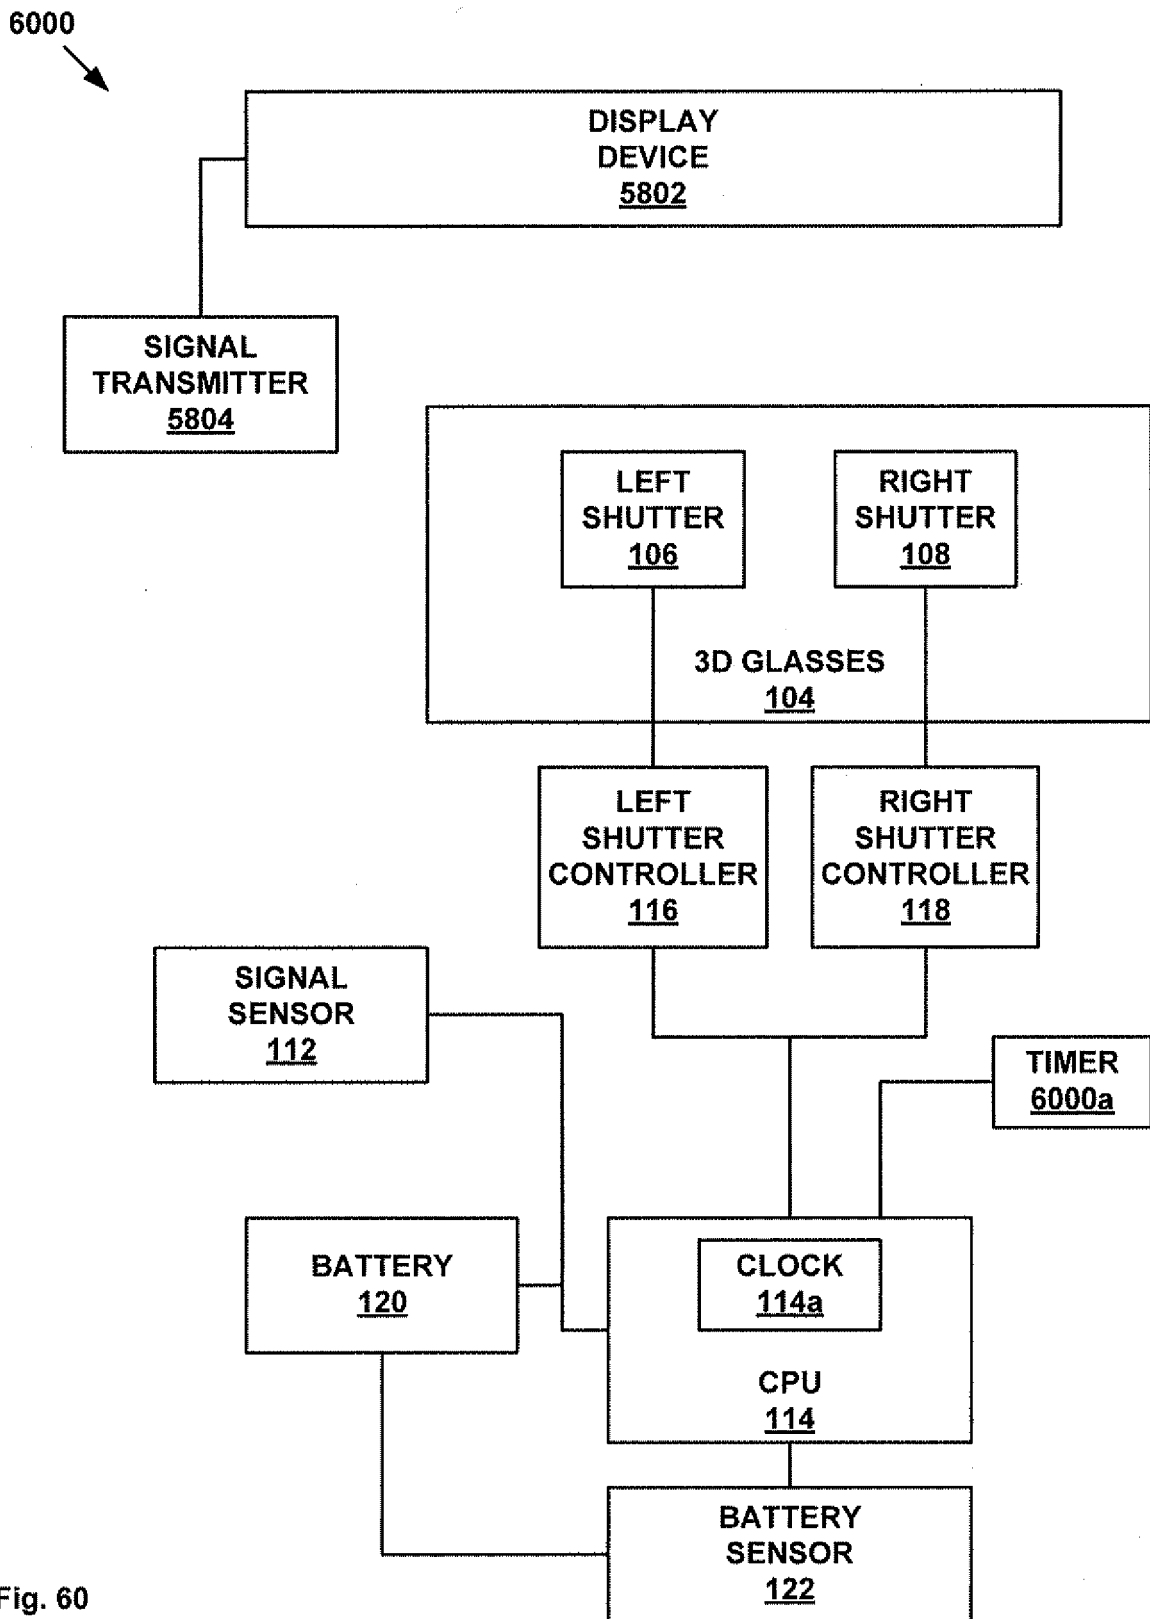 6000
DISPLAY
DEVICE
5802
SIGNAL
TRANSMITTER
5804
LEFT
SHUTTER
106
RIGHT
SHUTTER
108
3D GLASSES
104
LEFT
SHUTTER
CONTROLLER
116
RIGHT
SHUTTER
CONTROLLER
118
SIGNAL
SENSOR
112
TIMER
6000a
BATTERY
120
CLOCK
114a
CPU
114
BATTERY
SENSOR
122
Fig. 60